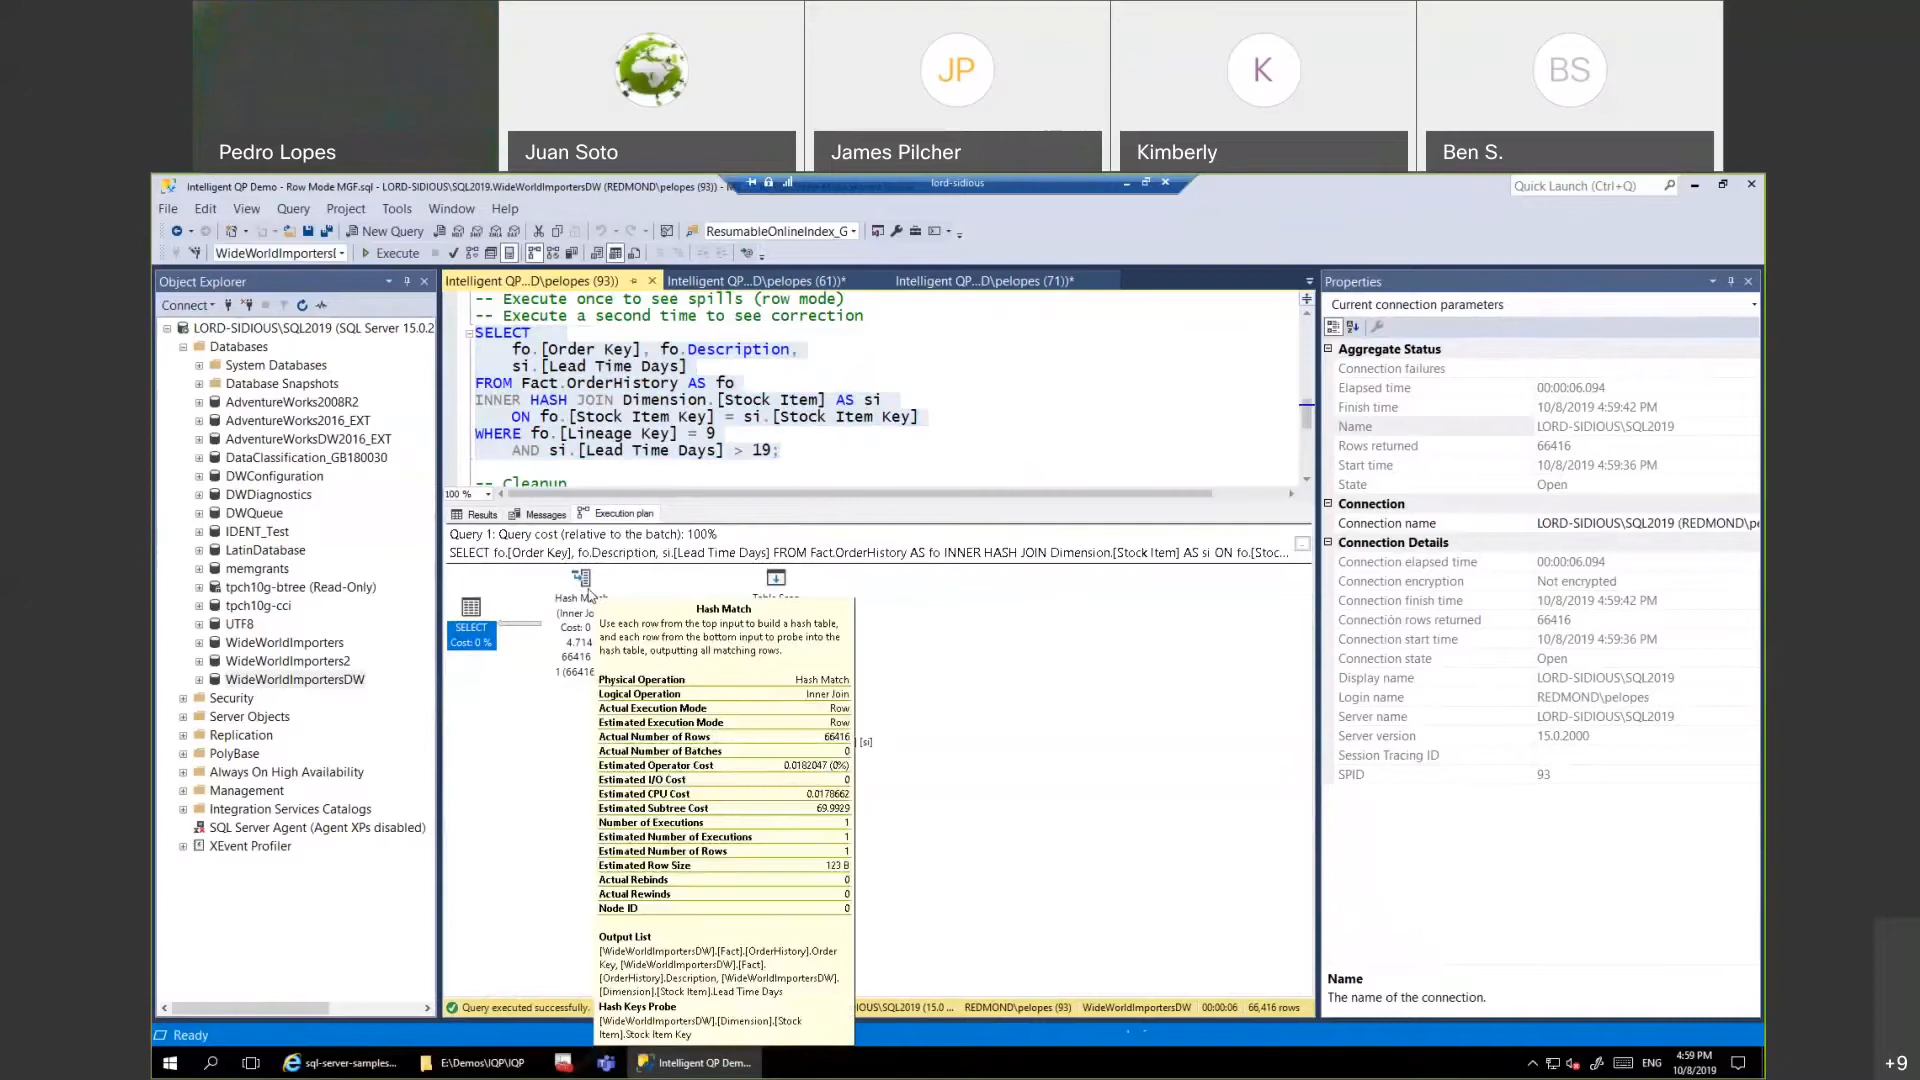 JP
K
BS
Pedro Lopes
Juan Soto
James Pilcher
Kimberly
Ben S.
Intelligent QP Demo - Row Mode MGF.sql - LORD-SIDIOUS\SQL2019.WideWorldImportersDW (REDMOND\pelopes (93)) -
lord-sidious
Quick Launch (Ctrl+Q)
File Edit View Query Project Tools Window Help
New Query
ResumableOnlineIndex_G
WideWorldImporters[
Execute
Object Explorer
Connect
LORD-SIDIOUS\SQL2019 (SQL Server 15.0.2
Databases
System Databases
Database Snapshots
AdventureWorks2008R2
AdventureWorks2016_EXT
AdventureWorksDW2016_EXT
DataClassification_GB180030
DWConfiguration
DWDiagnostics
DWQueue
IDENT_Test
LatinDatabase
memgrants
tpch10g-btree (Read-Only)
tpch10g-cci
UTF8
WideWorldImporters
WideWorldImporters2
WideWorldImportersDW
Security
Server Objects
Replication
PolyBase
Always On High Availability
Management
Integration Services Catalogs
SQL Server Agent (Agent XPs disabled)
XEvent Profiler
Intelligent QP...D\pelopes (93))
Intelligent QP...D\pelopes (61))*
Intelligent QP...D\pelopes (71))*
-- Execute once to see spills (row mode)
-- Execute a second time to see correction
SELECT
fo.[Order Key], fo.Description,
si.[Lead Time Days]
FROM Fact.OrderHistory AS fo
INNER HASH JOIN Dimension.[Stock Item] AS si
ON fo.[Stock Item Key] = si.[Stock Item Key]
WHERE fo.[Lineage Key] = 9
AND si.[Lead Time Days] > 19;
-- Cleanup
100 %
Results Messages Execution plan
Query 1: Query cost (relative to the batch): 100%
SELECT fo.[Order Key], fo.Description, si.[Lead Time Days] FROM Fact.OrderHistory AS fo INNER HASH JOIN Dimension.[Stock Item] AS si ON fo.[Stoc...
SELECT
Cost: 0 %
Hash Match
(Inner Jo
Cost: 0
4.714
66416
1 (66416
Table Scan
[si]
Hash Match
Use each row from the top input to build a hash table,
and each row from the bottom input to probe into the
hash table, outputting all matching rows.
Physical Operation Hash Match
Logical Operation Inner Join
Actual Execution Mode Row
Estimated Execution Mode Row
Actual Number of Rows 66416
Actual Number of Batches 0
Estimated Operator Cost 0.0182047 (0%)
Estimated I/O Cost 0
Estimated CPU Cost 0.0178662
Estimated Subtree Cost 69.9929
Number of Executions 1
Estimated Number of Executions 1
Estimated Number of Rows 1
Estimated Row Size 123 B
Actual Rebinds 0
Actual Rewinds 0
Node ID 0
Output List
[WideWorldImportersDW].[Fact].[OrderHistory].Order
Key, [WideWorldImportersDW].[Fact].
[OrderHistory].Description, [WideWorldImportersDW].
[Dimension].[Stock Item].Lead Time Days
Hash Keys Probe
[WideWorldImportersDW].[Dimension].[Stock
Item].Stock Item Key
Query executed successfully.
IOUS\SQL2019 (15.0 ... REDMOND\pelopes (93) WideWorldImportersDW 00:00:06 66,416 rows
Properties
Current connection parameters
Aggregate Status
Connection failures
Elapsed time 00:00:06.094
Finish time 10/8/2019 4:59:42 PM
Name LORD-SIDIOUS\SQL2019
Rows returned 66416
Start time 10/8/2019 4:59:36 PM
State Open
Connection
Connection name LORD-SIDIOUS\SQL2019 (REDMOND\pe
Connection Details
Connection elapsed time 00:00:06.094
Connection encryption Not encrypted
Connection finish time 10/8/2019 4:59:42 PM
Connection rows returned 66416
Connection start time 10/8/2019 4:59:36 PM
Connection state Open
Display name LORD-SIDIOUS\SQL2019
Login name REDMOND\pelopes
Server name LORD-SIDIOUS\SQL2019
Server version 15.0.2000
Session Tracing ID
SPID 93
Name
The name of the connection.
Ready
sql-server-samples...
E:\Demos\IQP\IQP
Intelligent QP Dem...
ENG
4:59 PM
10/8/2019
+9